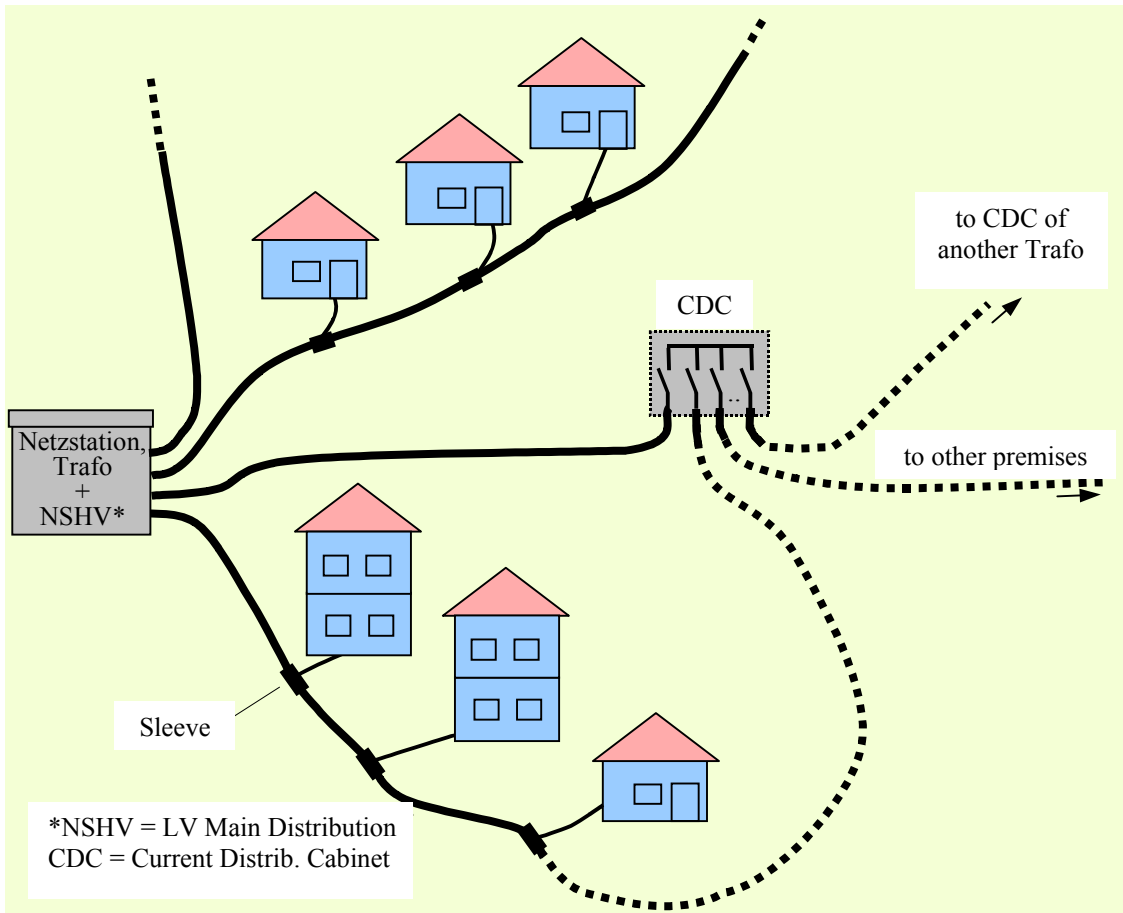 to CDC of
another Trafo
CDC
..
Netzstation,
Trafo
+
NSHV*
to other premises
Sleeve
*NSHV = LV Main Distribution
CDC = Current Distrib. Cabinet